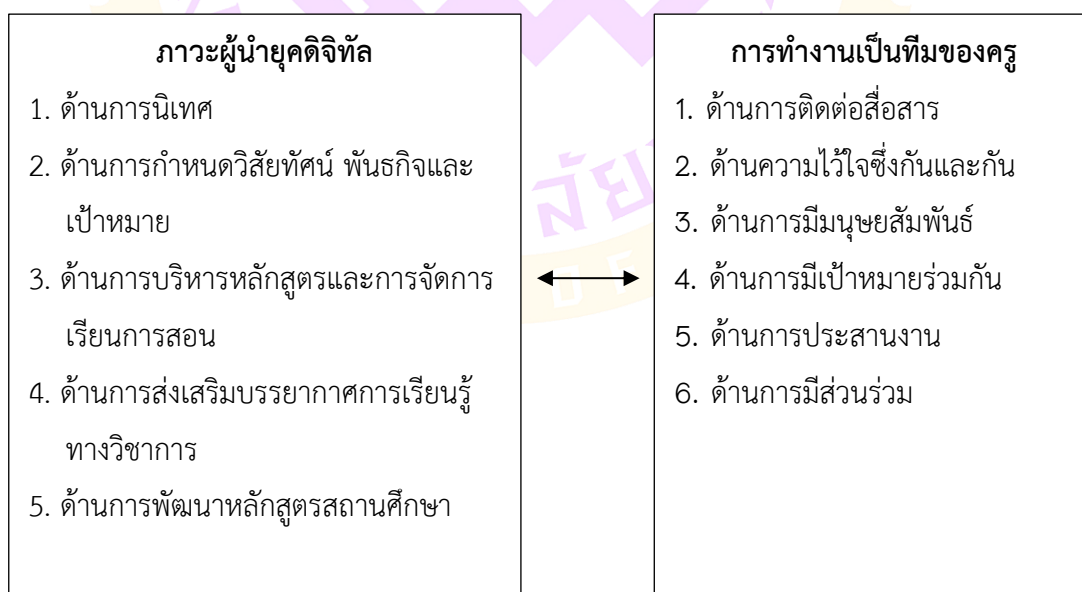 ภาวะผู้นำยุคดิจิทัล
1. ด้านการนิเทศ
2. ด้านการกำหนดวิสัยทัศน์ พันธกิจและ
เป้าหมาย
3. ด้านการบริหารหลักสูตรและการจัดการ
เรียนการสอน
4. ด้านการส่งเสริมบรรยากาศการเรียนรู้
ทางวิชาการ
5. ด้านการพัฒนาหลักสูตรสถานศึกษา
การทำงานเป็นทีมของครู
1. ด้านการติดต่อสื่อสาร
2. ด้านความไว้ใจซึ่งกันและกัน
3. ด้านการมีมนุษยสัมพันธ์
4. ด้านการมีเป้าหมายร่วมกัน
5. ด้านการประสานงาน
6. ด้านการมีส่วนร่วม